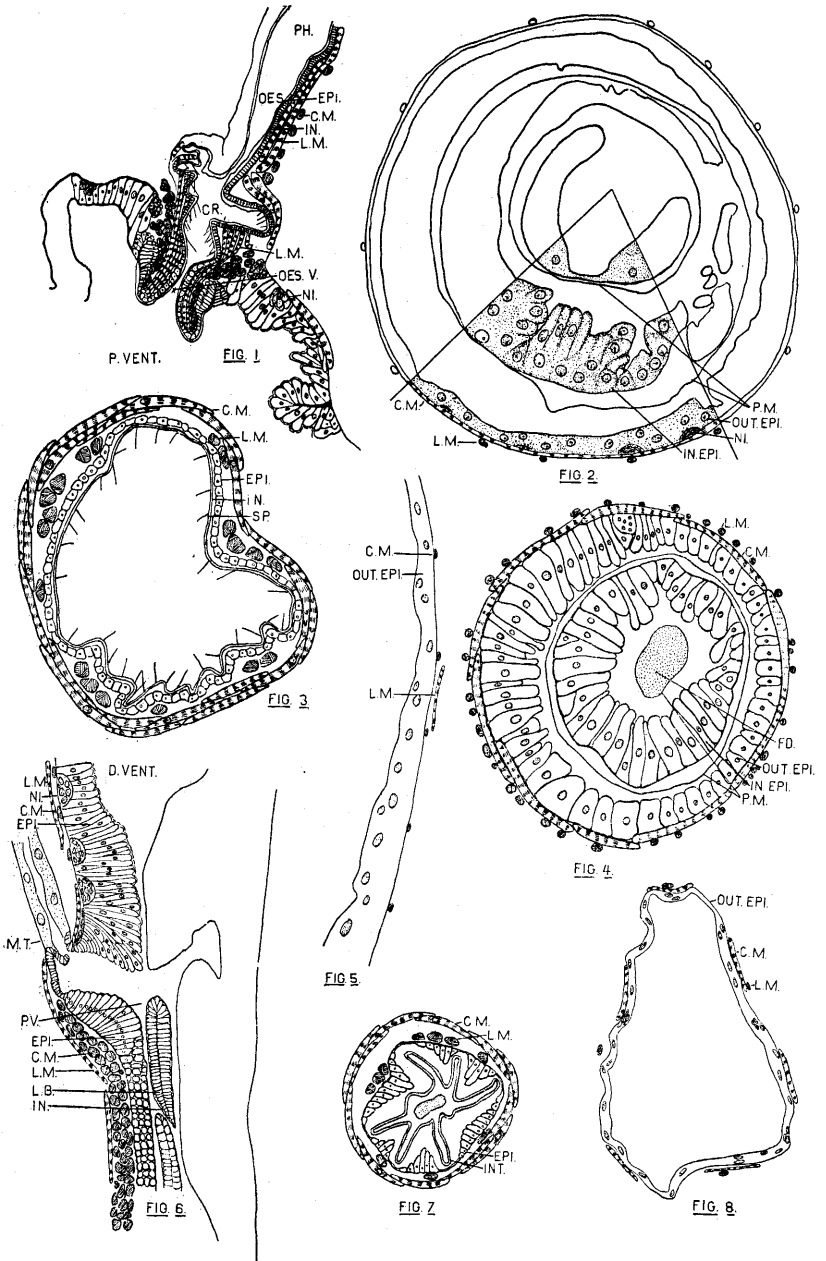 PH.
OES. EPI.
C.M.
IN.
L.M.
CR.
L.M.
OES. V.
NI.
P. VENT.
FIG. 1
C.M.
L.M.
P.M.
OUT. EPI.
NI.
IN. EPI.
FIG. 2
C.M.
L.M.
EPI.
IN.
SP.
FIG. 3
L.M.
C.M.
FD.
OUT EPI.
IN EPI.
P.M.
FIG. 4
C.M.
OUT. EPI.
L.M.
FIG 5
D. VENT.
L.M.
NI.
C.M.
EPI
M.T.
P.V.
EPI.
C.M.
L.M.
L.B.
IN.
FIG 6
C.M.
L.M.
EPI.
INT.
FIG. 7
OUT. EPI.
C.M.
L.M.
FIG 8.